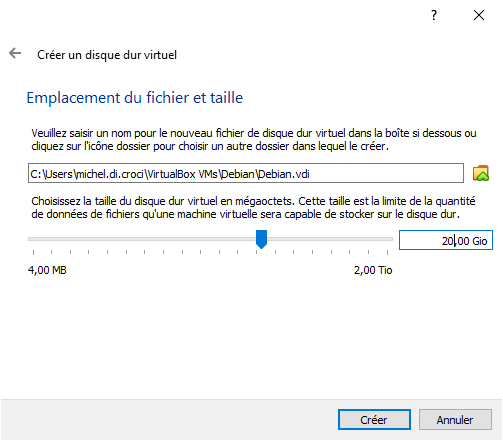 ?
Créer un disque dur virtuel
Emplacement du fichier et taille
Veuillez saisir un nom pour le nouveau fichier de disque dur virtuel dans la boîte si dessous ou
cliquez sur l'icône dossier pour choisir un autre dossier dans lequel le créer.
C:\Users\michel.di.croci\VirtualBox VMs\Debian\Debian.vdi
Choisissez la taille du disque dur virtuel en mégaoctets. Cette taille est la limite de la quantité
de données de fichiers qu'une machine virtuelle sera capable de stocker sur le disque dur.
20,00 Gio
4,00 MB 2,00 Tio
Créer Annuler